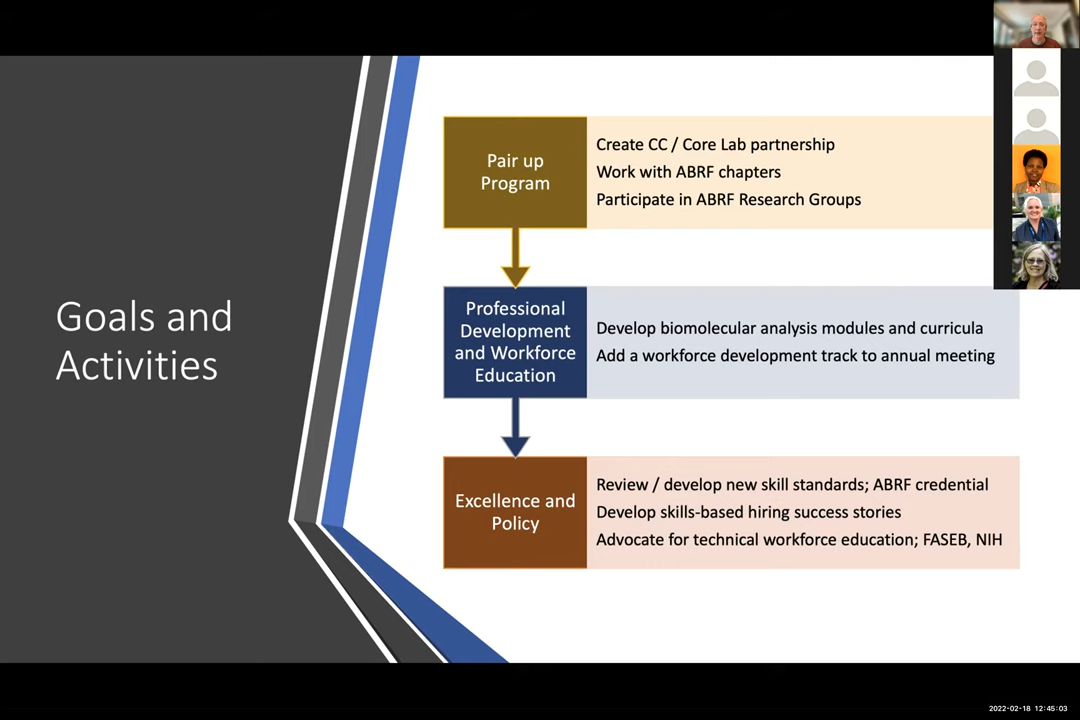 Goals and
Activities
Pair up
Program
Create CC / Core Lab partnership
Work with ABRF chapters
Participate in ABRF Research Groups
Professional
Development
and Workforce
Education
Develop biomolecular analysis modules and curricula
Add a workforce development track to annual meeting
Excellence and
Policy
Review / develop new skill standards; ABRF credential
Develop skills-based hiring success stories
Advocate for technical workforce education; FASEB, NIH
2022-02-18 12:45:03